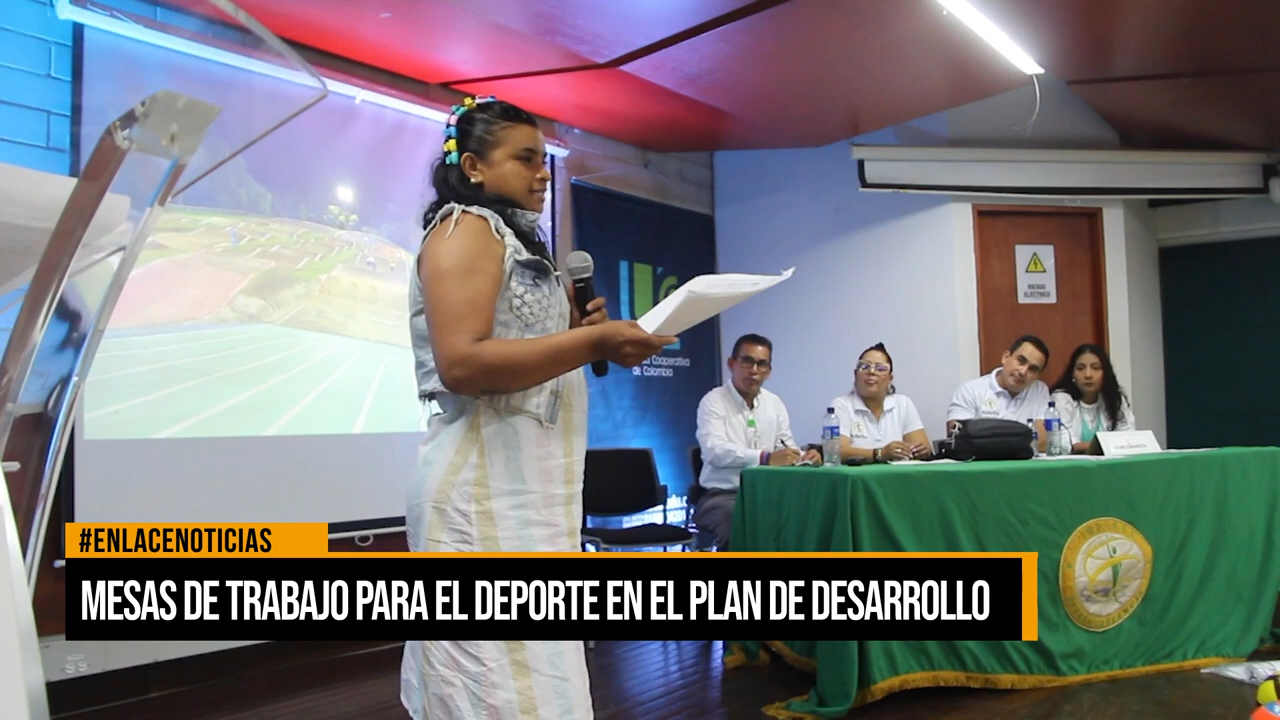 RIESGO
ELÉCTRICO
Cooperativa
de Colombia
#ENLACENOTICIAS
MESAS DE TRABAJO PARA EL DEPORTE EN EL PLAN DE DESARROLLO